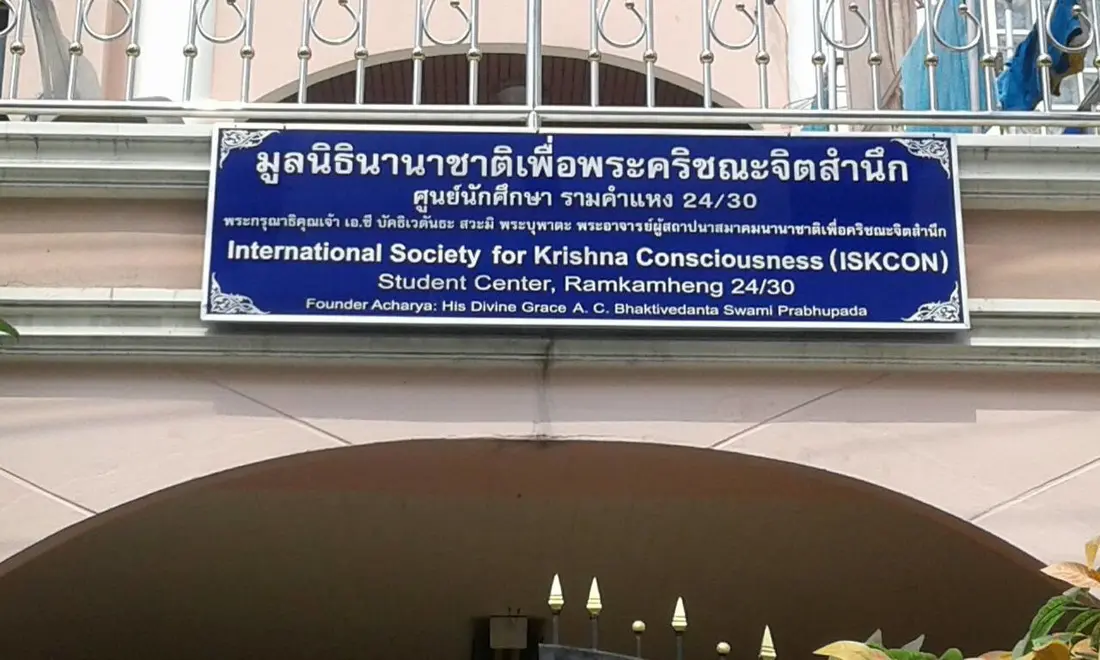 มูลนิธินานาชาติเพื่อพระคริชณะจิตสำนึก
ศูนย์นักศึกษา รามคำแหง 24/30
พระกรุณาธิคุณเจ้า เอ.ซี บัคธิเวดันธะ สวะมิ พระบุพาดะ พระอาจารย์ผู้สถาปนาสมาคมนานาชาติเพื่อคริชณะจิตสำนึก
International Society for Krishna Consciousness (ISKCON)
Student Center, Ramkamheng 24/30
Founder Acharya: His Divine Grace A. C. Bhaktivedanta Swami Prabhupada